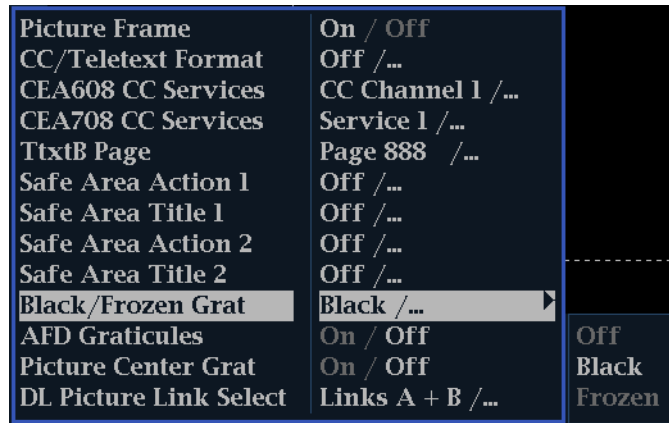 Picture Frame On / Off
CC/Teletext Format Off /...
CEA608 CC Services CC Channel 1 /...
CEA708 CC Services Service 1 /...
TtxtB Page Page 888 /...
Safe Area Action 1 Off /...
Safe Area Title 1 Off /...
Safe Area Action 2 Off /...
Safe Area Title 2 Off /...
Black/Frozen Grat Black /...
AFD Graticules On / Off
Picture Center Grat On / Off
DL Picture Link Select Links A + B /...
Off
Black
Frozen